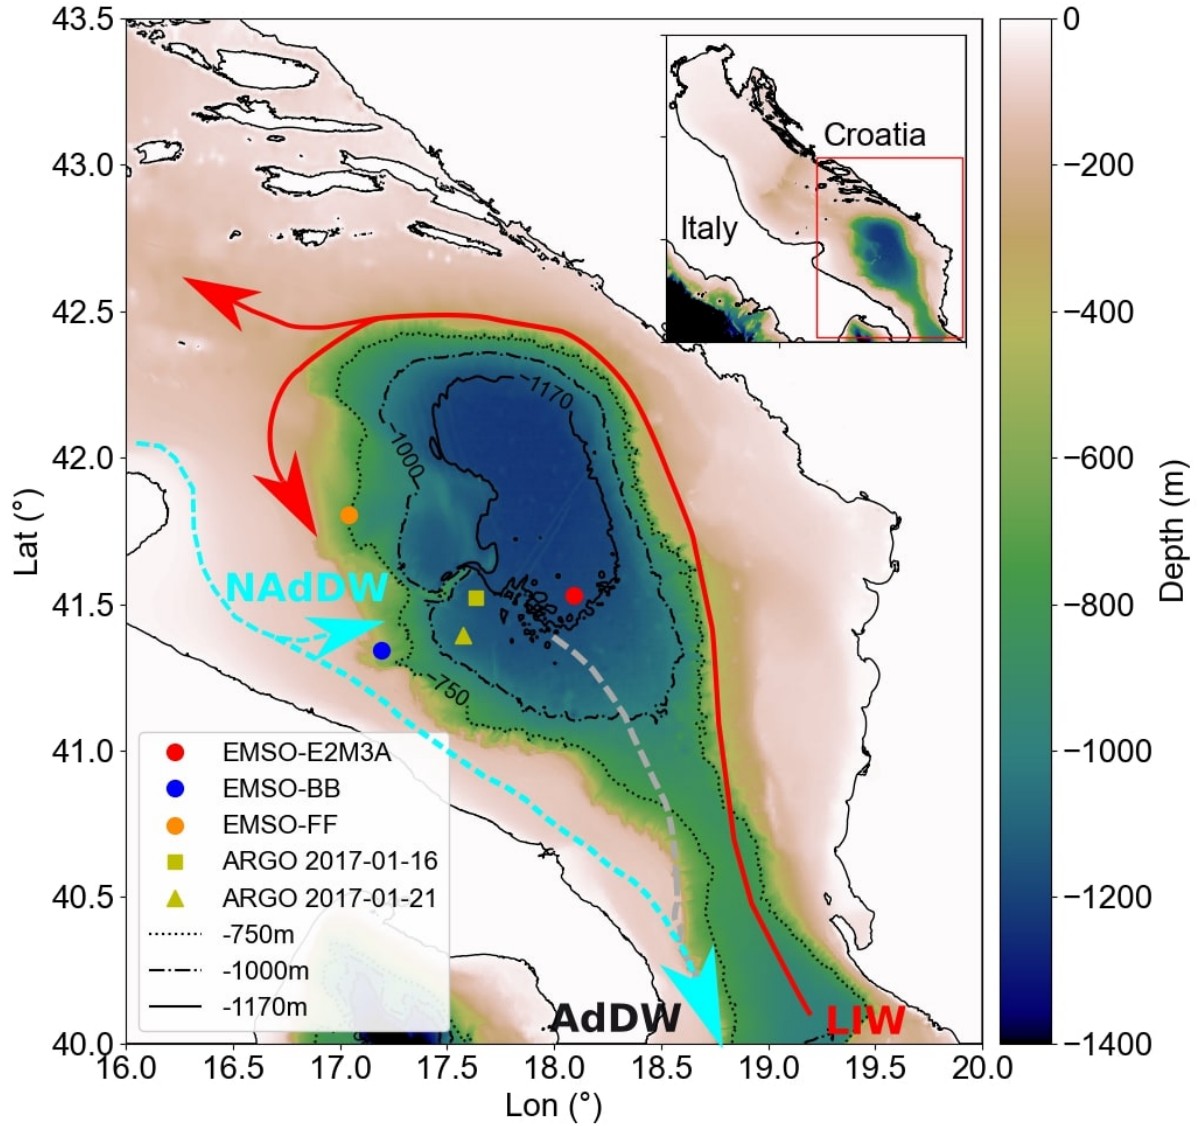 43.5
43.0
42.5
42.0
41.5
41.0
40.5
40.0
Lat (°)
16.0
16.5
17.0
17.5
18.0
18.5
19.0
19.5
20.0
Lon (°)
Croatia
Italy
-1170
-1000
-750
NAdDW
AdDW
LIW
EMSO-E2M3A
EMSO-BB
EMSO-FF
ARGO 2017-01-16
ARGO 2017-01-21
-750m
-1000m
-1170m
0
−200
−400
−600
−800
−1000
−1200
−1400
Depth (m)